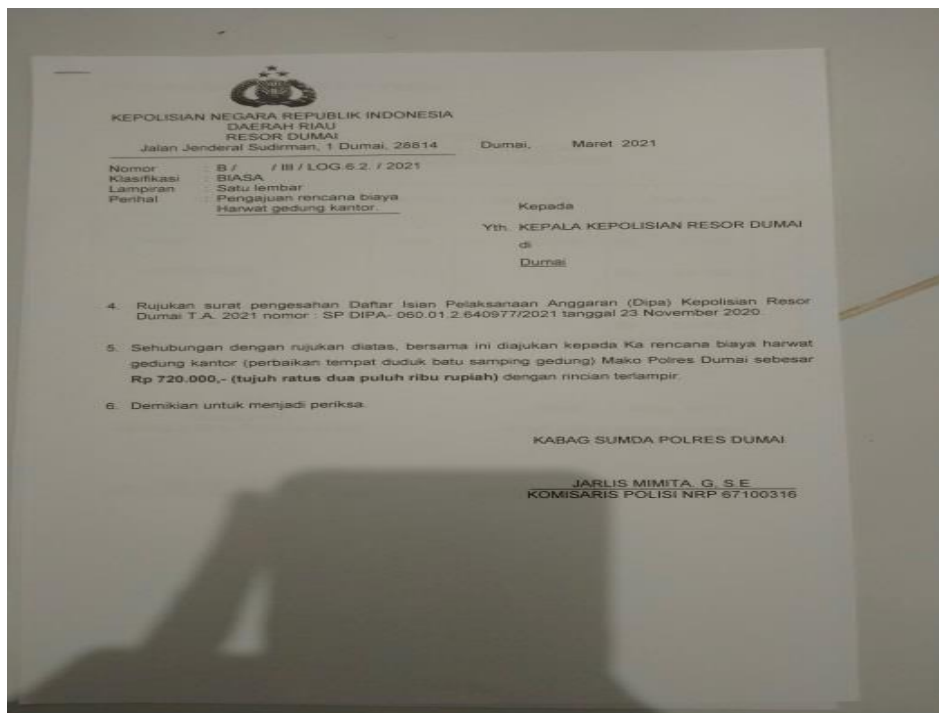 KEPOLISIAN NEGARA REPUBLIK INDONESIA
DAERAH RIAU
RESOR DUMAI
Jalan Jenderal Sudirman, 1 Dumai, 28814
Dumai, Maret 2021
Nomor : B / / III / LOG.6.2. / 2021
Klasifikasi : BIASA
Lampiran : Satu lembar
Perihal : Pengajuan rencana biaya
Harwat gedung kantor.
Kepada
Yth. KEPALA KEPOLISIAN RESOR DUMAI
di
Dumai
4. Rujukan surat pengesahan Daftar Isian Pelaksanaan Anggaran (Dipa) Kepolisian Resor
Dumai T.A. 2021 nomor : SP DIPA- 060.01.2.640977/2021 tanggal 23 November 2020.
5. Sehubungan dengan rujukan diatas, bersama ini diajukan kepada Ka rencana biaya harwat
gedung kantor (perbaikan tempat duduk batu samping gedung) Mako Polres Dumai sebesar
Rp 720.000,- (tujuh ratus dua puluh ribu rupiah) dengan rincian terlampir.
6. Demikian untuk menjadi periksa.
KABAG SUMDA POLRES DUMAI
JARLIS MIMITA. G, S.E
KOMISARIS POLISI NRP 67100316